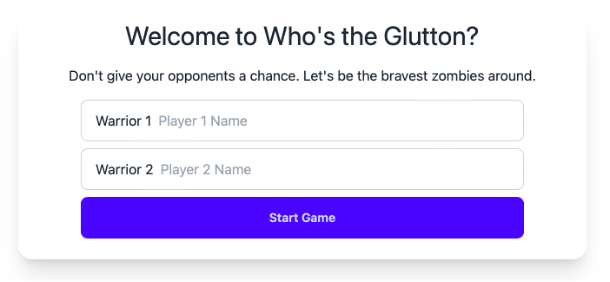 Welcome to Who's the Glutton?
Don't give your opponents a chance. Let's be the bravest zombies around.
Warrior 1 Player 1 Name
Warrior 2 Player 2 Name
Start Game